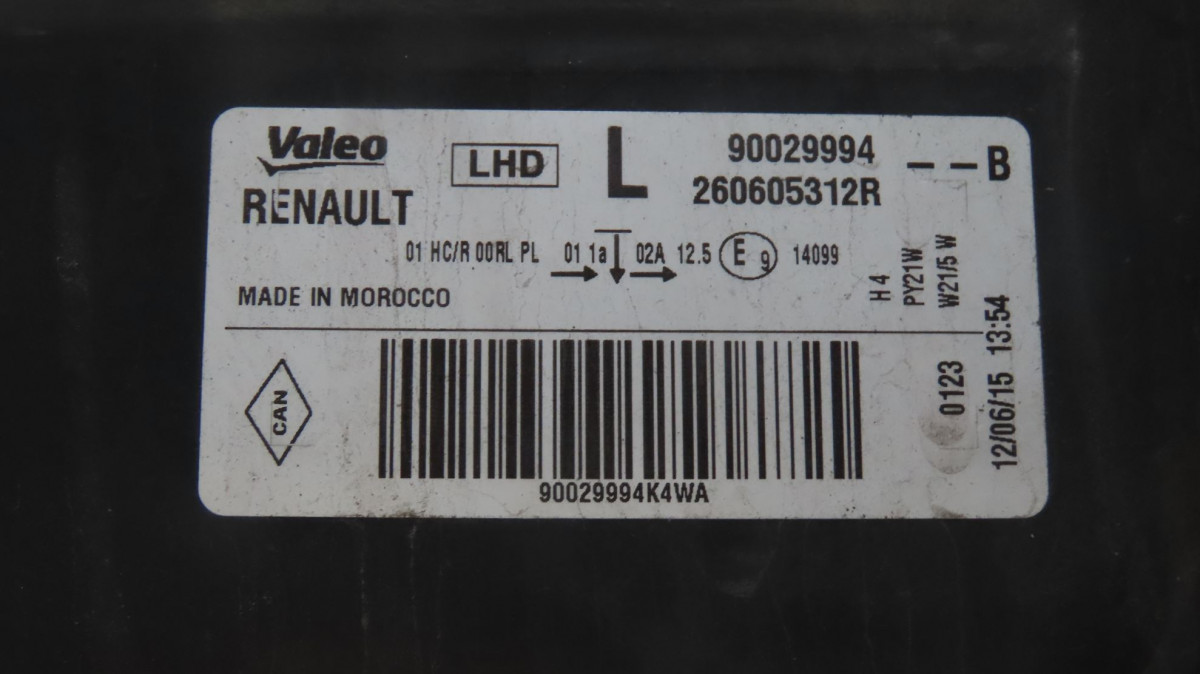 Valeo
RENAULT
LHD
L
90029994
260605312R
– – B
01 HC/R 00RL PL 01 1a 02A 12.5 E 9 14099
H4
PY21W
W21/5 W
MADE IN MOROCCO
CAN
90029994K4WA
0123
12/06/15 13:54